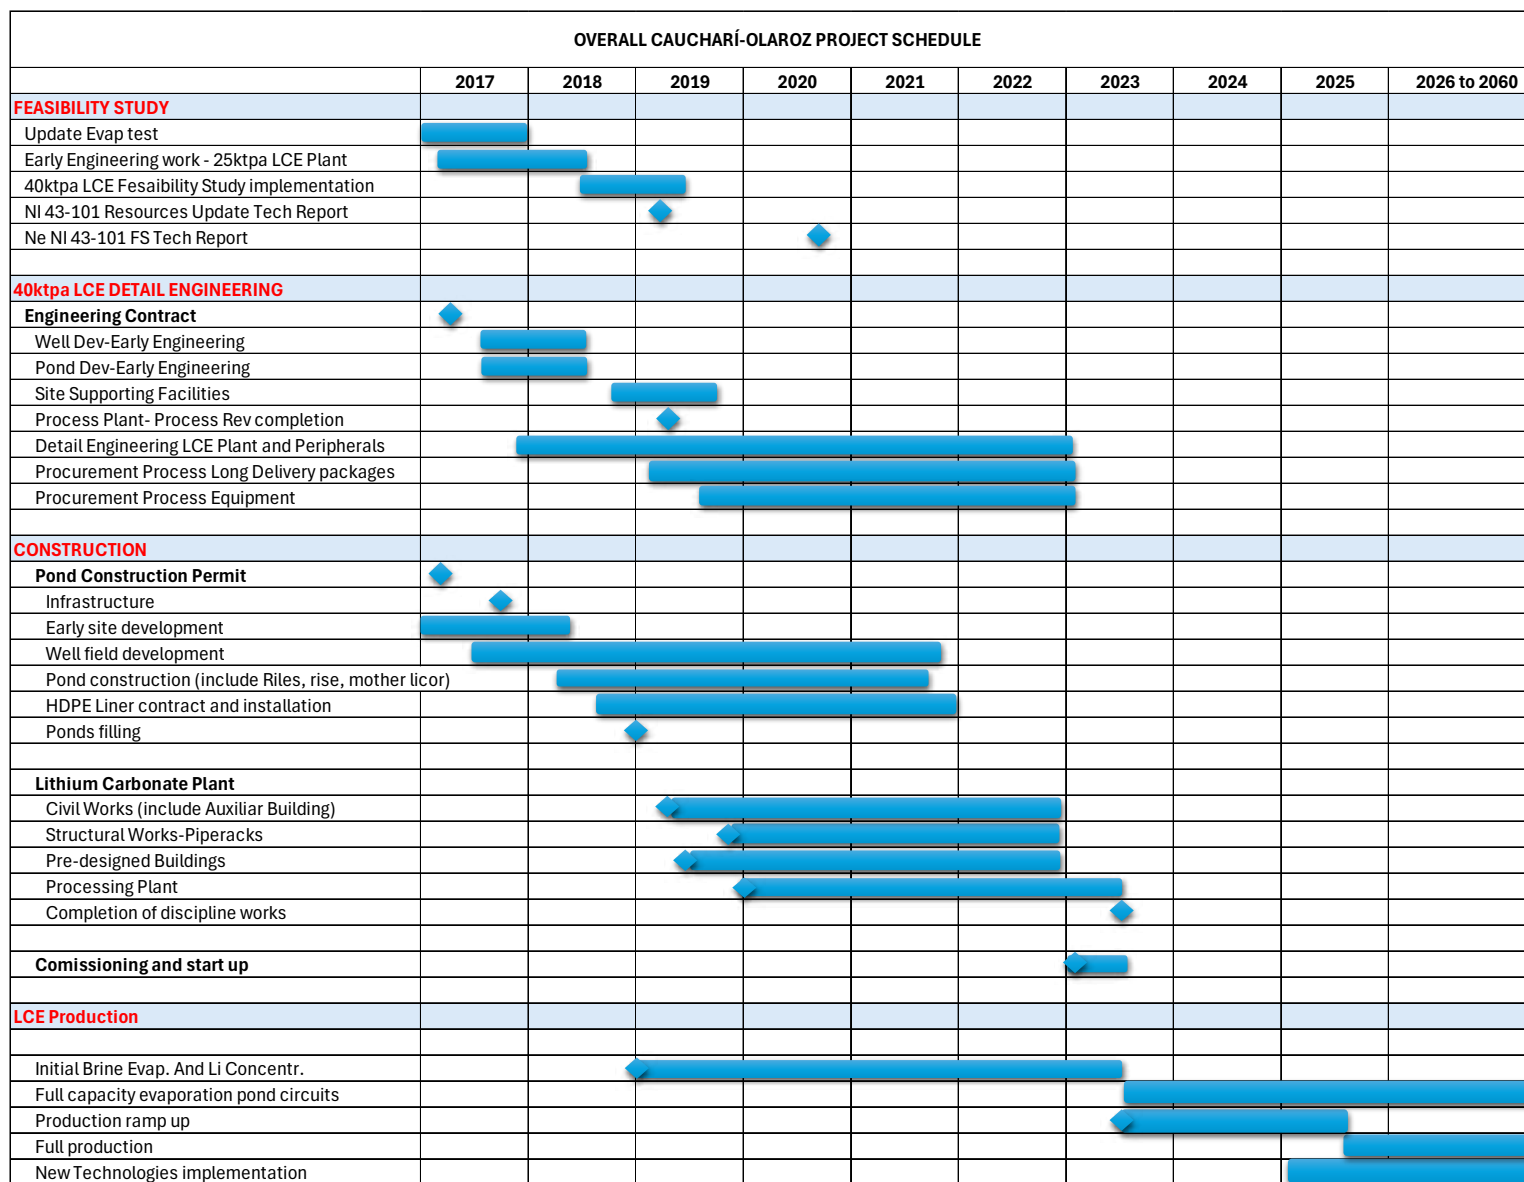 OVERALL CAUCHARÍ-OLAROZ PROJECT SCHEDULE
2017 2018 2019 2020 2021 2022 2023 2024 2025 2026 to 2060
FEASIBILITY STUDY
Update Evap test
Early Engineering work - 25ktpa LCE Plant
40ktpa LCE Fesaibility Study implementation
NI 43-101 Resources Update Tech Report
Ne NI 43-101 FS Tech Report
40ktpa LCE DETAIL ENGINEERING
Engineering Contract
Well Dev-Early Engineering
Pond Dev-Early Engineering
Site Supporting Facilities
Process Plant- Process Rev completion
Detail Engineering LCE Plant and Peripherals
Procurement Process Long Delivery packages
Procurement Process Equipment
CONSTRUCTION
Pond Construction Permit
Infrastructure
Early site development
Well field development
Pond construction (include Riles, rise, mother licor)
HDPE Liner contract and installation
Ponds filling
Lithium Carbonate Plant
Civil Works (include Auxiliar Building)
Structural Works-Piperacks
Pre-designed Buildings
Processing Plant
Completion of discipline works
Comissioning and start up
LCE Production
Initial Brine Evap. And Li Concentr.
Full capacity evaporation pond circuits
Production ramp up
Full production
New Technologies implementation